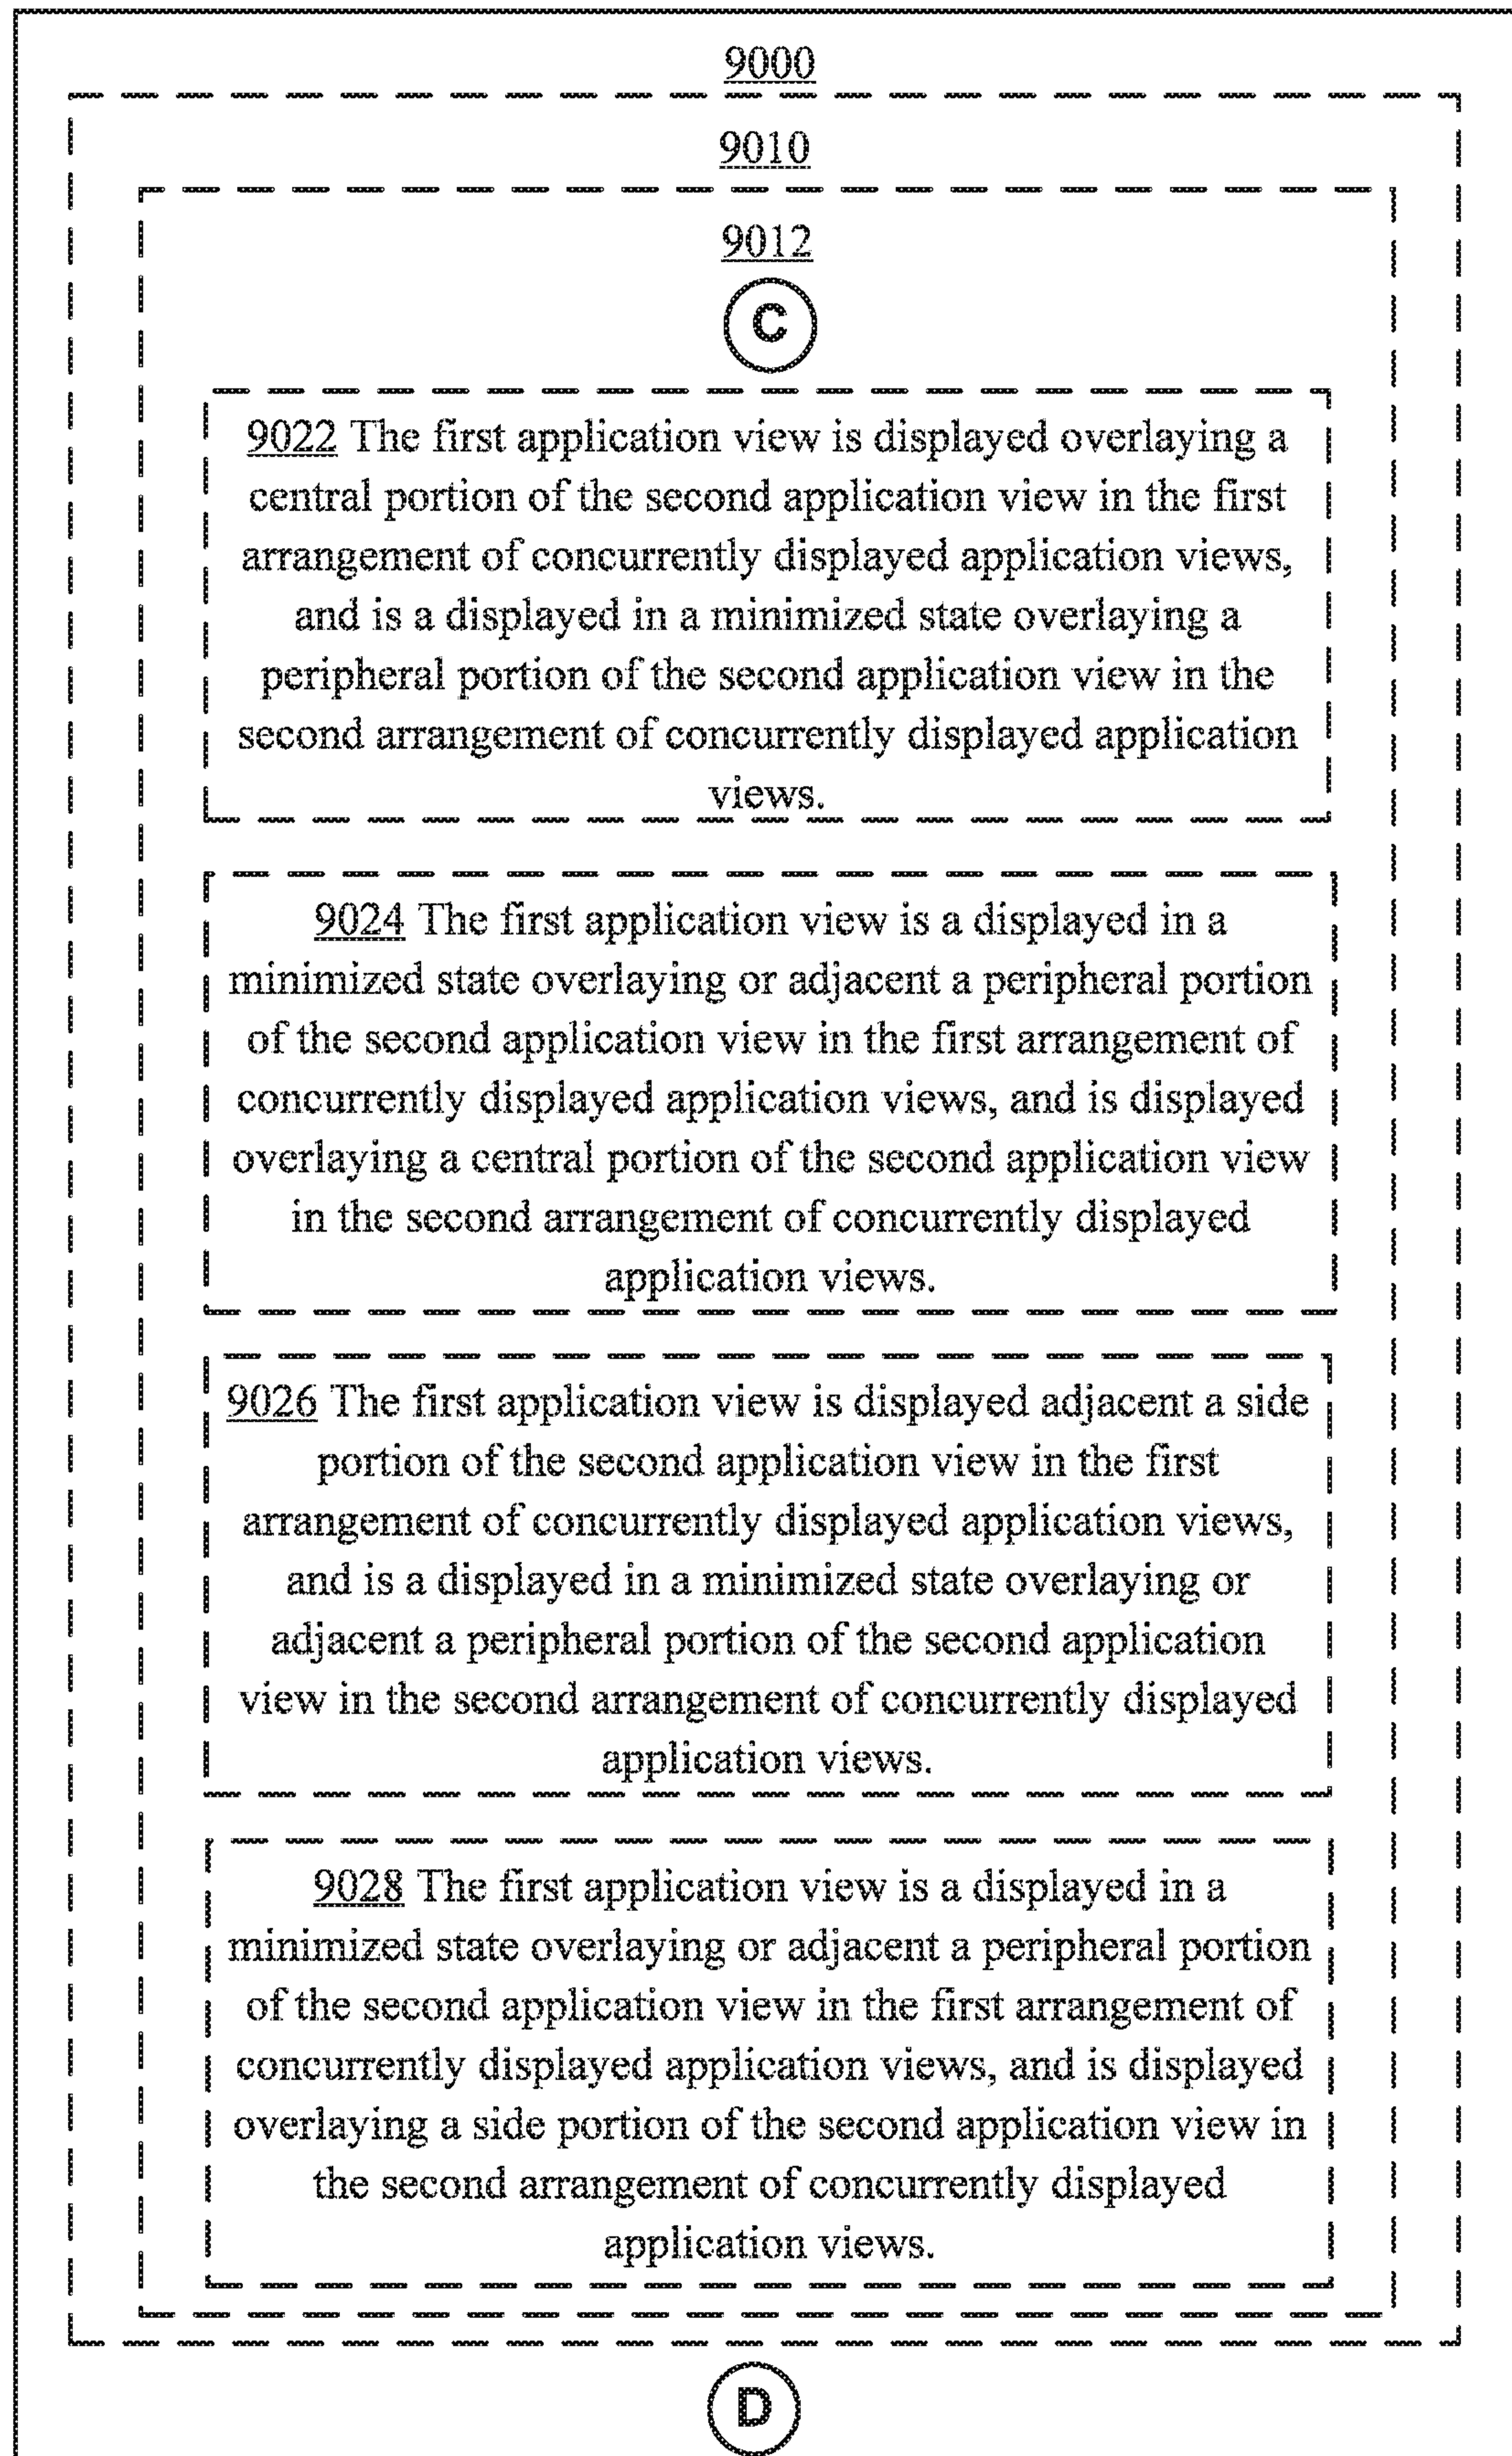 9000
9010
9012
C
9022 The first application view is displayed overlaying a
central portion of the second application view in the first
arrangement of concurrently displayed application views,
and is a displayed in a minimized state overlaying a
peripheral portion of the second application view in the
second arrangement of concurrently displayed application
views.
9024 The first application view is a displayed in a
minimized state overlaying or adjacent a peripheral portion
of the second application view in the first arrangement of
concurrently displayed application views, and is displayed
overlaying a central portion of the second application view
in the second arrangement of concurrently displayed
application views.
9026 The first application view is displayed adjacent a side
portion of the second application view in the first
arrangement of concurrently displayed application views,
and is a displayed in a minimized state overlaying or
adjacent a peripheral portion of the second application
view in the second arrangement of concurrently displayed
application views.
9028 The first application view is a displayed in a
minimized state overlaying or adjacent a peripheral portion
of the second application view in the first arrangement of
concurrently displayed application views, and is displayed
overlaying a side portion of the second application view in
the second arrangement of concurrently displayed
application views.
D